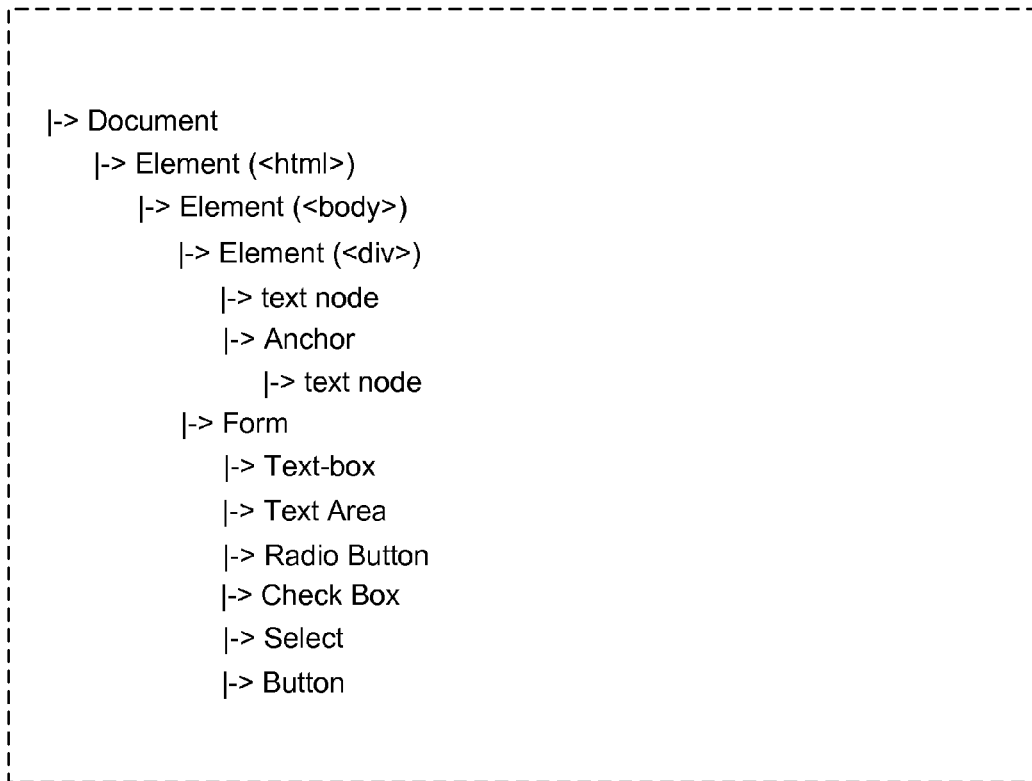 |-> Document
|-> Element (<html>)
|-> Element (<body>)
|-> Element (<div>)
|-> text node
|-> Anchor
|-> text node
|-> Form
|-> Text-box
|-> Text Area
|-> Radio Button
|-> Check Box
|-> Select
|-> Button